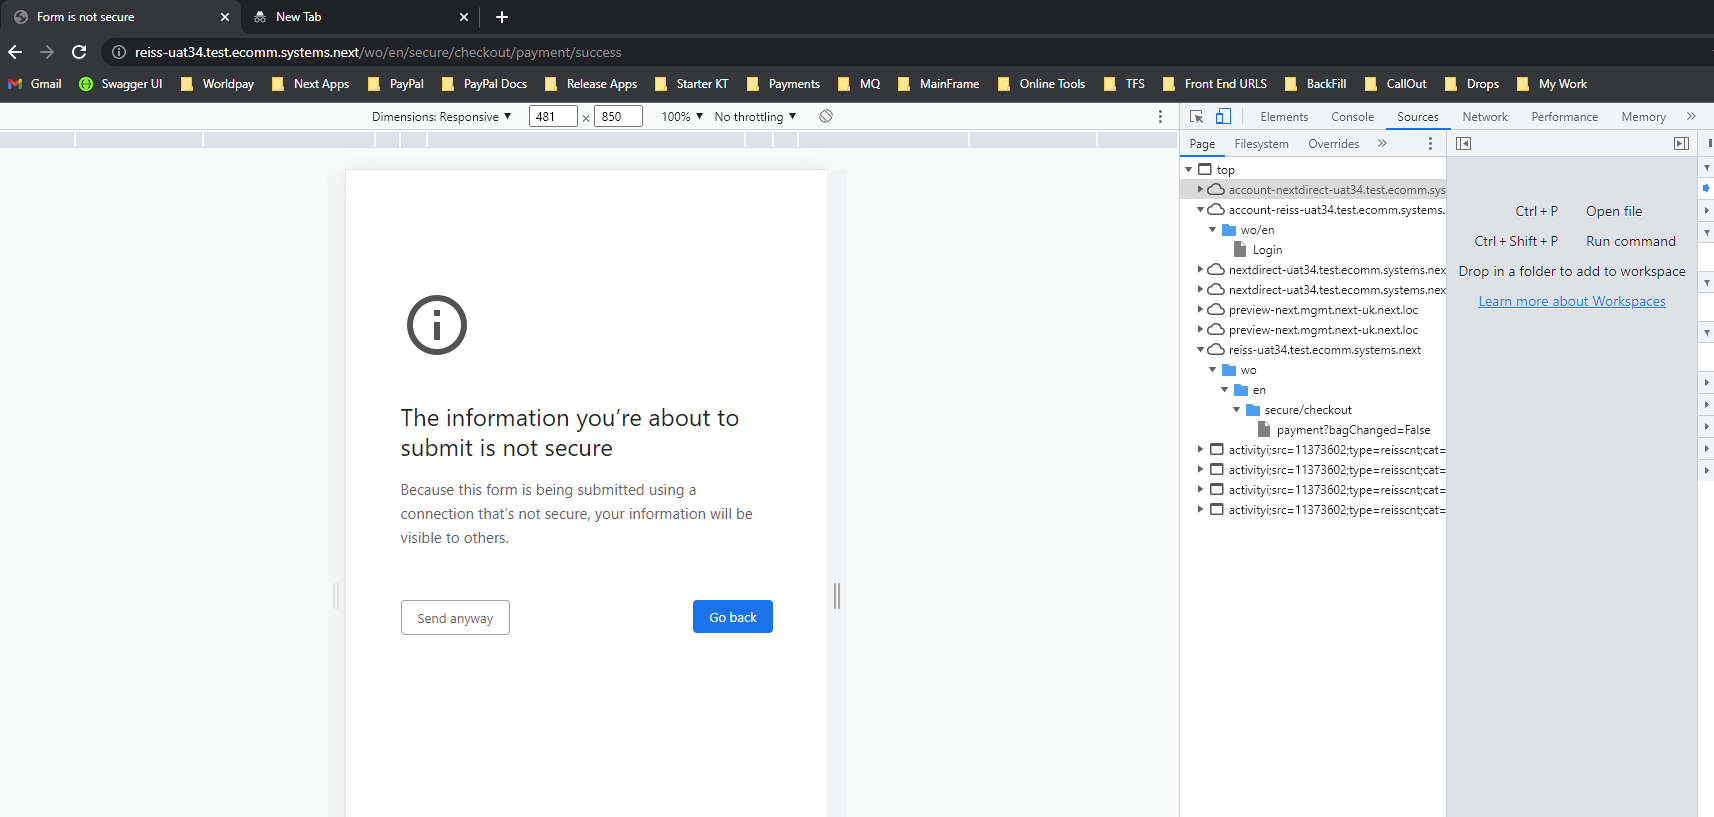 Form is not secure
New Tab
reiss-uat34.test.ecomm.systems.next/wo/en/secure/checkout/payment/success
Gmail Swagger UI Worldpay Next Apps PayPal PayPal Docs Release Apps Starter KT Payments MQ MainFrame Online Tools TFS Front End URLS BackFill CallOut Drops My Work
Dimensions: Responsive ▼ 481 × 850 100% ▼ No throttling ▼
Elements Console Sources Network Performance Memory »
Page Filesystem Overrides »
top
account-nextdirect-uat34.test.ecomm.sys
account-reiss-uat34.test.ecomm.systems.
wo/en
Login
nextdirect-uat34.test.ecomm.systems.nex
nextdirect-uat34.test.ecomm.systems.nex
preview-next.mgmt.next-uk.next.loc
preview-next.mgmt.next-uk.next.loc
reiss-uat34.test.ecomm.systems.next
wo
en
secure/checkout
payment?bagChanged=False
activityi;src=11373602;type=reisscnt;cat=
activityi;src=11373602;type=reisscnt;cat=
activityi;src=11373602;type=reisscnt;cat=
activityi;src=11373602;type=reisscnt;cat=
Ctrl + P Open file
Ctrl + Shift + P Run command
Drop in a folder to add to workspace
Learn more about Workspaces
The information you’re about to
submit is not secure
Because this form is being submitted using a
connection that’s not secure, your information will be
visible to others.
Send anyway
Go back